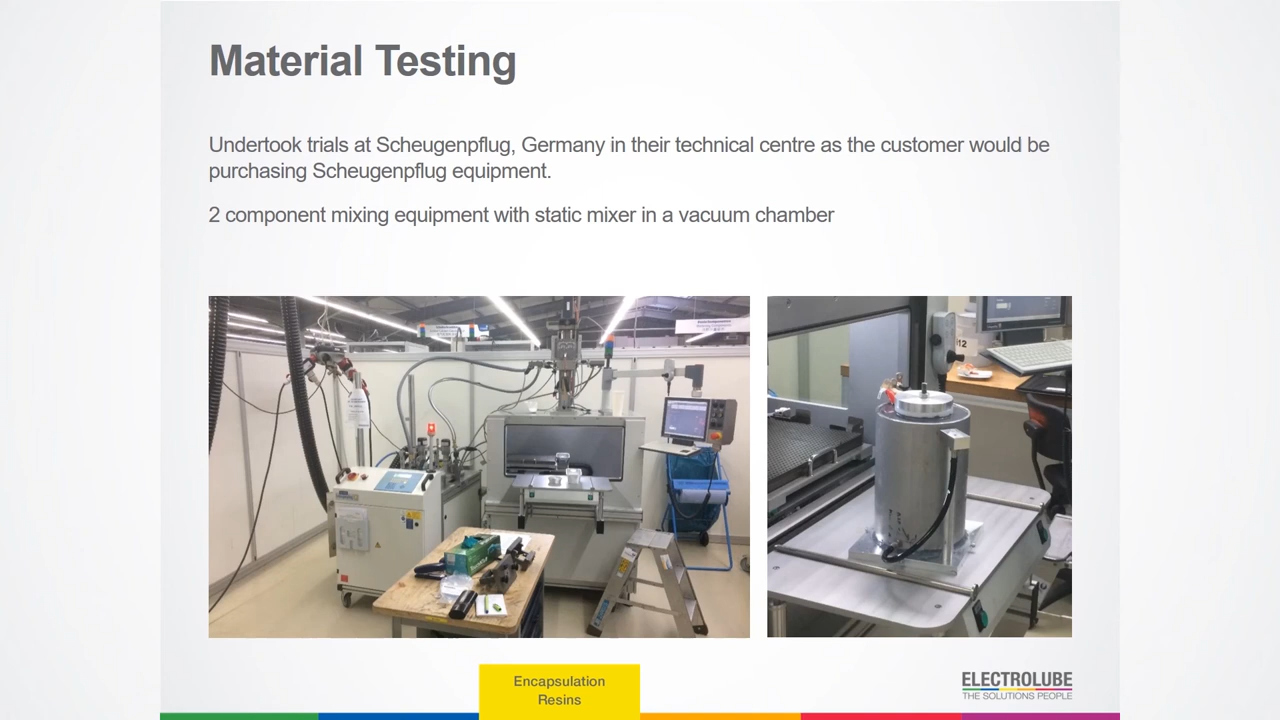 Material Testing
Undertook trials at Scheugenpflug, Germany in their technical centre as the customer would be
purchasing Scheugenpflug equipment.
2 component mixing equipment with static mixer in a vacuum chamber
Encapsulation
Resins
ELECTROLUBE
THE SOLUTIONS PEOPLE